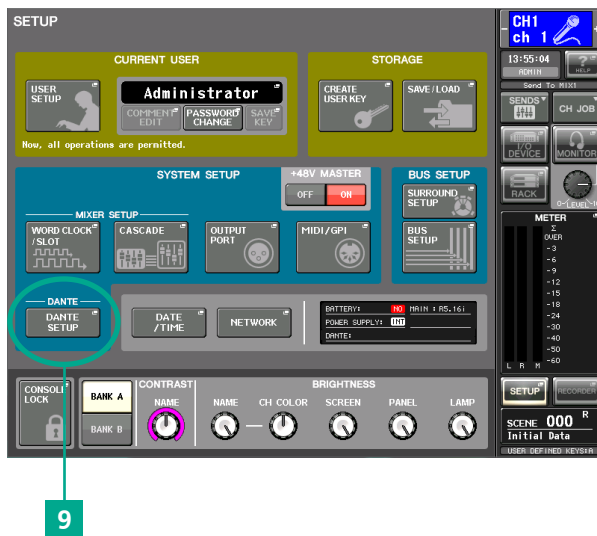 SETUP
CH1
ch 1
CURRENT USER
STORAGE
13:55:04
ADMIN
?
HELP
USER
SETUP
Administrator
COMMENT
EDIT
PASSWORD
CHANGE
SAVE
KEY
CREATE
USER KEY
SAVE/LOAD
Now, all operations are permitted.
Send To MIX1
SENDS
CH JOB
I/O
DEVICE
MONITOR
RACK
LEVEL
SYSTEM SETUP
+48V MASTER
OFF
ON
BUS SETUP
SURROUND
SETUP
MIXER SETUP
WORD CLOCK
/SLOT
CASCADE
OUTPUT
PORT
MIDI/GPI
BUS
SETUP
METER
Σ
OVER
-3
-6
-9
-12
-15
-18
-24
-30
-40
-50
-60
L R M
DANTE
DANTE
SETUP
DATE
/TIME
NETWORK
BATTERY: NO MAIN : R5.16i
POWER SUPPLY: INT
DANTE:
CONSOLE
LOCK
BANK A
BANK B
CONTRAST
NAME
BRIGHTNESS
NAME
CH COLOR
SCREEN
PANEL
LAMP
SETUP
RECORDER
SCENE 000 R
Initial Data
USER DEFINED KEYS:A
9